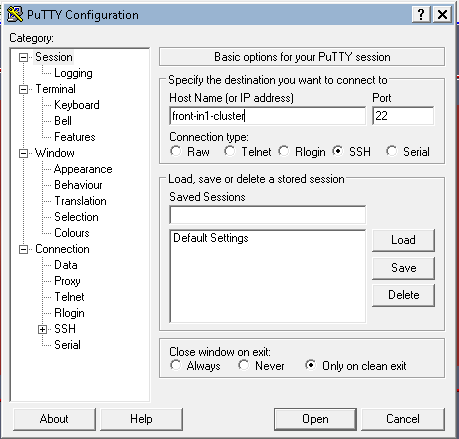 PuTTY Configuration
Category:
Session
Logging
Terminal
Keyboard
Bell
Features
Window
Appearance
Behaviour
Translation
Selection
Colours
Connection
Data
Proxy
Telnet
Rlogin
SSH
Serial
Basic options for your PuTTY session
Specify the destination you want to connect to
Host Name (or IP address) Port
front-in1-cluster 22
Connection type:
Raw Telnet Rlogin SSH Serial
Load, save or delete a stored session
Saved Sessions
Default Settings
Load
Save
Delete
Close window on exit:
Always Never Only on clean exit
About Help Open Cancel